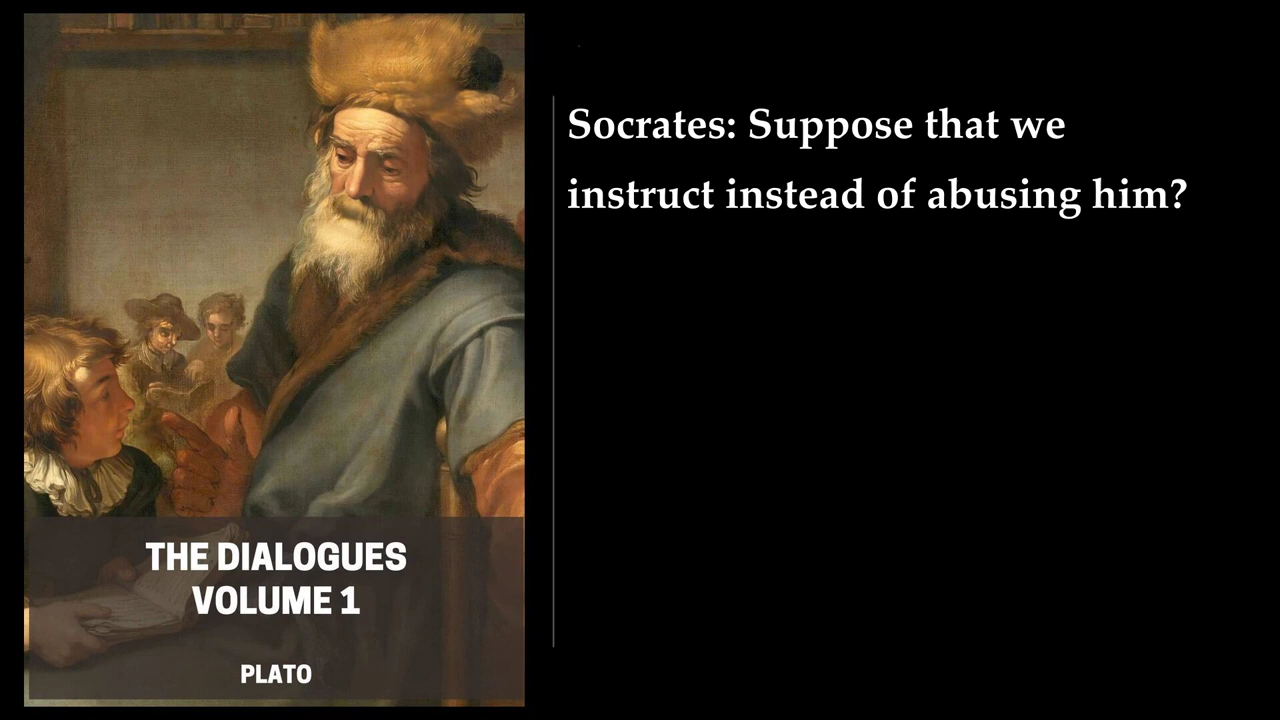 Socrates: Suppose that we
instruct instead of abusing him?
THE DIALOGUES
VOLUME 1
PLATO